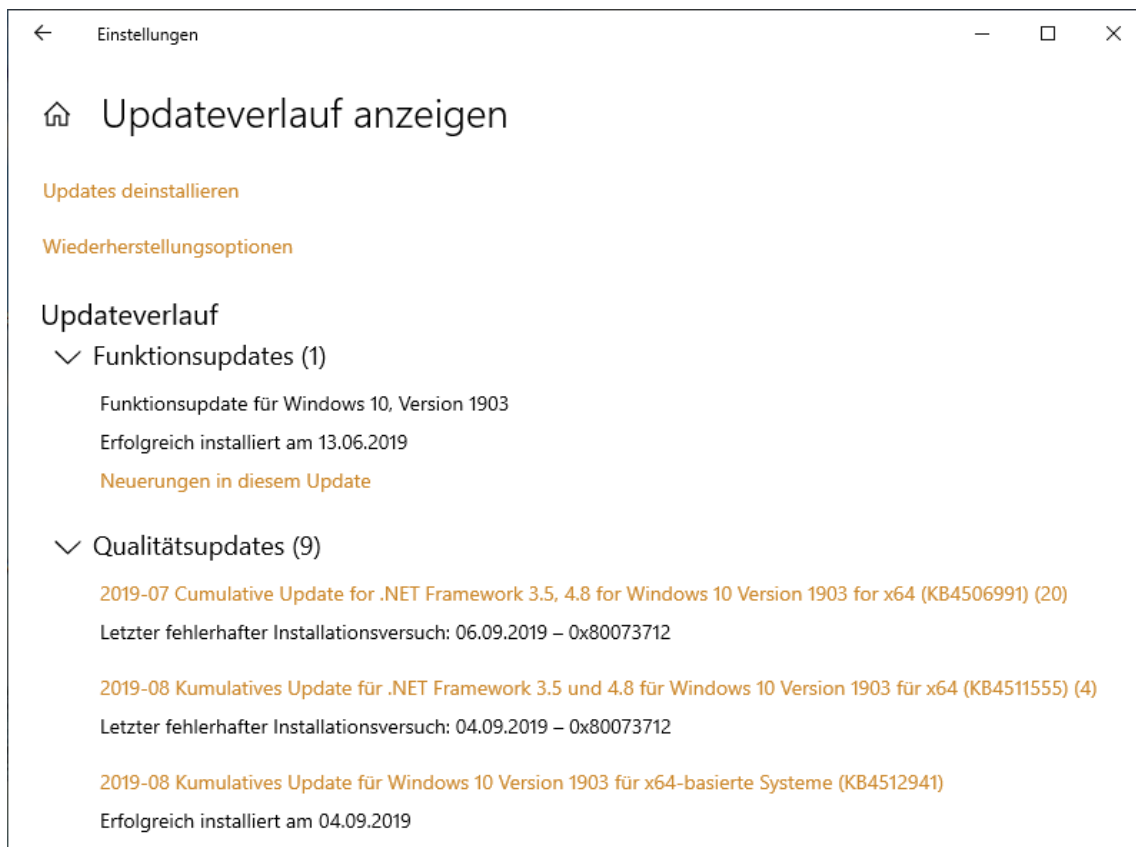 Einstellungen
Updateverlauf anzeigen
Updates deinstallieren
Wiederherstellungsoptionen
Updateverlauf
Funktionsupdates (1)
Funktionsupdate für Windows 10, Version 1903
Erfolgreich installiert am 13.06.2019
Neuerungen in diesem Update
Qualitätsupdates (9)
2019-07 Cumulative Update for .NET Framework 3.5, 4.8 for Windows 10 Version 1903 for x64 (KB4506991) (20)
Letzter fehlerhafter Installationsversuch: 06.09.2019 – 0x80073712
2019-08 Kumulatives Update für .NET Framework 3.5 und 4.8 für Windows 10 Version 1903 für x64 (KB4511555) (4)
Letzter fehlerhafter Installationsversuch: 04.09.2019 – 0x80073712
2019-08 Kumulatives Update für Windows 10 Version 1903 für x64-basierte Systeme (KB4512941)
Erfolgreich installiert am 04.09.2019